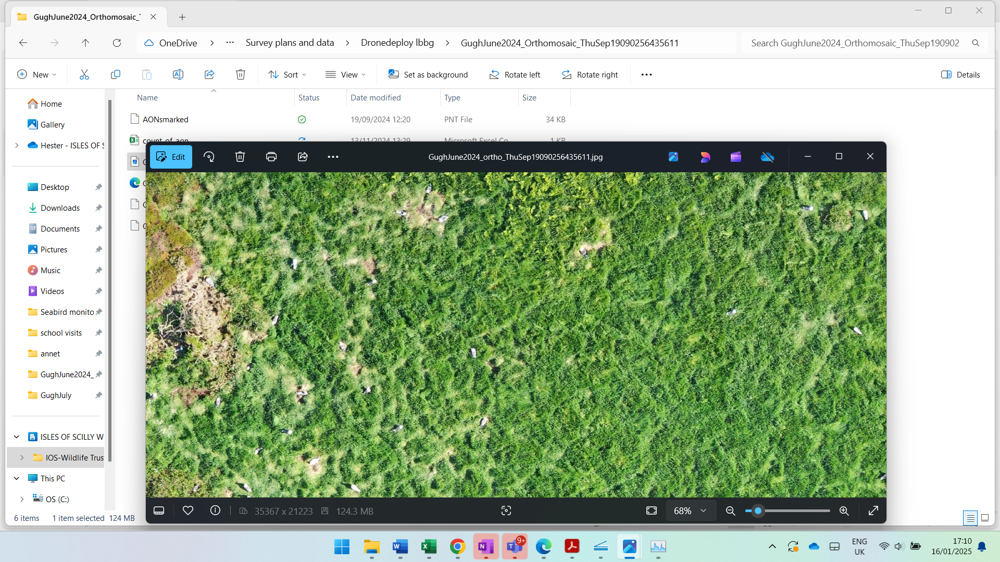 GughJune2024_Orthomosaic_T
OneDrive
Survey plans and data
Dronedeploy lbbg
GughJune2024_Orthomosaic_ThuSep19090256435611
Search GughJune2024_Orthomosaic_ThuSep190902
New
Sort
View
Set as background
Rotate left
Rotate right
Details
Name
Status
Date modified
Type
Size
AONsmarked
19/09/2024 12:20
PNT File
34 KB
count_of_aon
13/11/2024 13:29
Microsoft Excel Co
1 KB
Home
Gallery
Hester - ISLES OF S
Desktop
Downloads
Documents
Pictures
Music
Videos
Seabird monito
school visits
annet
GughJune2024_
GughJuly
ISLES OF SCILLY W
IOS-Wildlife Trus
This PC
OS (C:)
6 items
1 item selected 124 MB
Edit
GughJune2024_ortho_ThuSep19090256435611.jpg
35367 x 21223
124.3 MB
68%
9+
ENG
UK
17:10
16/01/2025